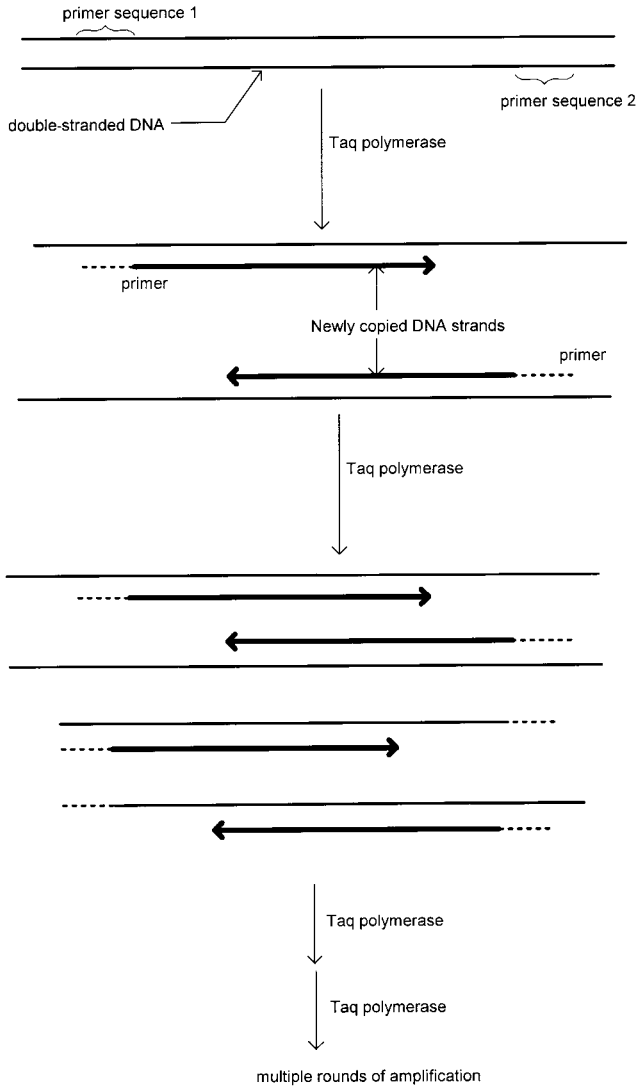 primer sequence 1
primer sequence 2
double-stranded DNA
Taq polymerase
primer
Newly copied DNA strands
primer
Taq polymerase
Taq polymerase
Taq polymerase
multiple rounds of amplification